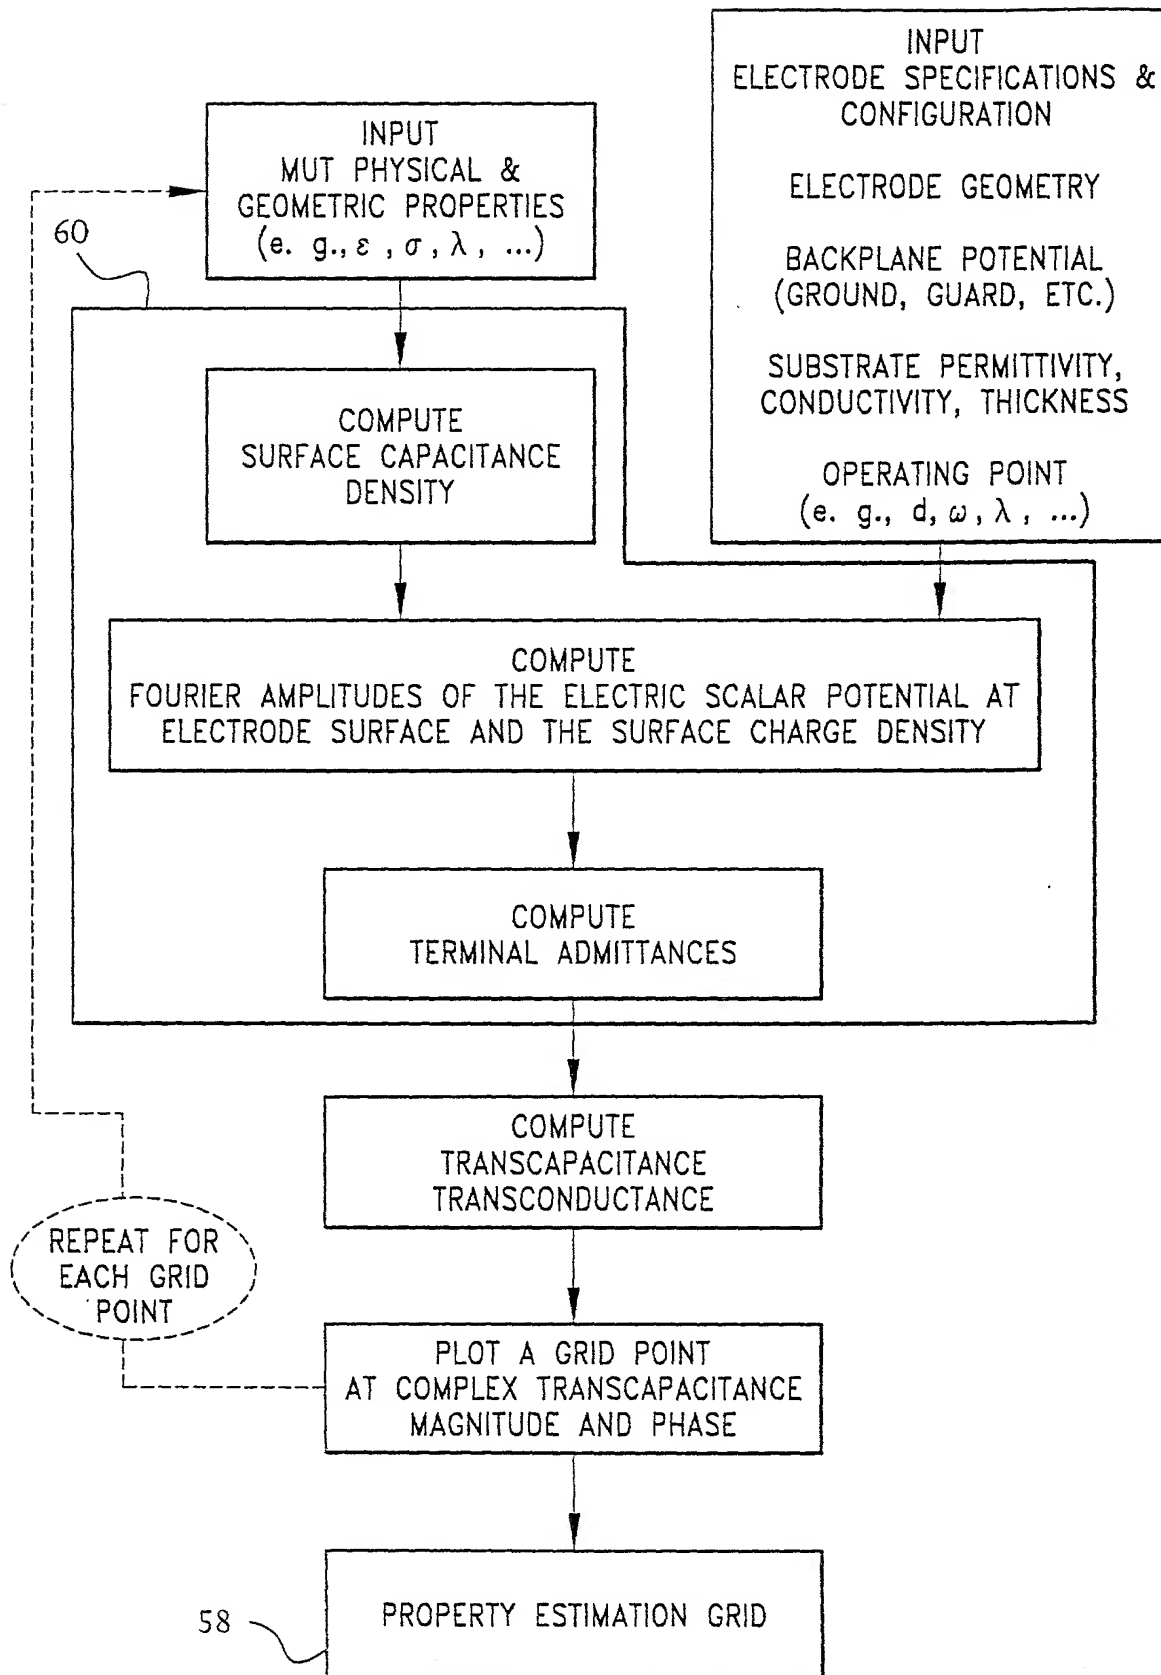 INPUT
ELECTRODE SPECIFICATIONS &
CONFIGURATION
ELECTRODE GEOMETRY
BACKPLANE POTENTIAL
(GROUND, GUARD, ETC.)
SUBSTRATE PERMITTIVITY,
CONDUCTIVITY, THICKNESS
OPERATING POINT
(e. g., d, ω, λ, ...)
INPUT
MUT PHYSICAL &
GEOMETRIC PROPERTIES
(e. g., ε, σ, λ, ...)
60
COMPUTE
SURFACE CAPACITANCE
DENSITY
COMPUTE
FOURIER AMPLITUDES OF THE ELECTRIC SCALAR POTENTIAL AT
ELECTRODE SURFACE AND THE SURFACE CHARGE DENSITY
COMPUTE
TERMINAL ADMITTANCES
COMPUTE
TRANSCAPACITANCE
TRANSCONDUCTANCE
REPEAT FOR
EACH GRID
POINT
PLOT A GRID POINT
AT COMPLEX TRANSCAPACITANCE
MAGNITUDE AND PHASE
58
PROPERTY ESTIMATION GRID